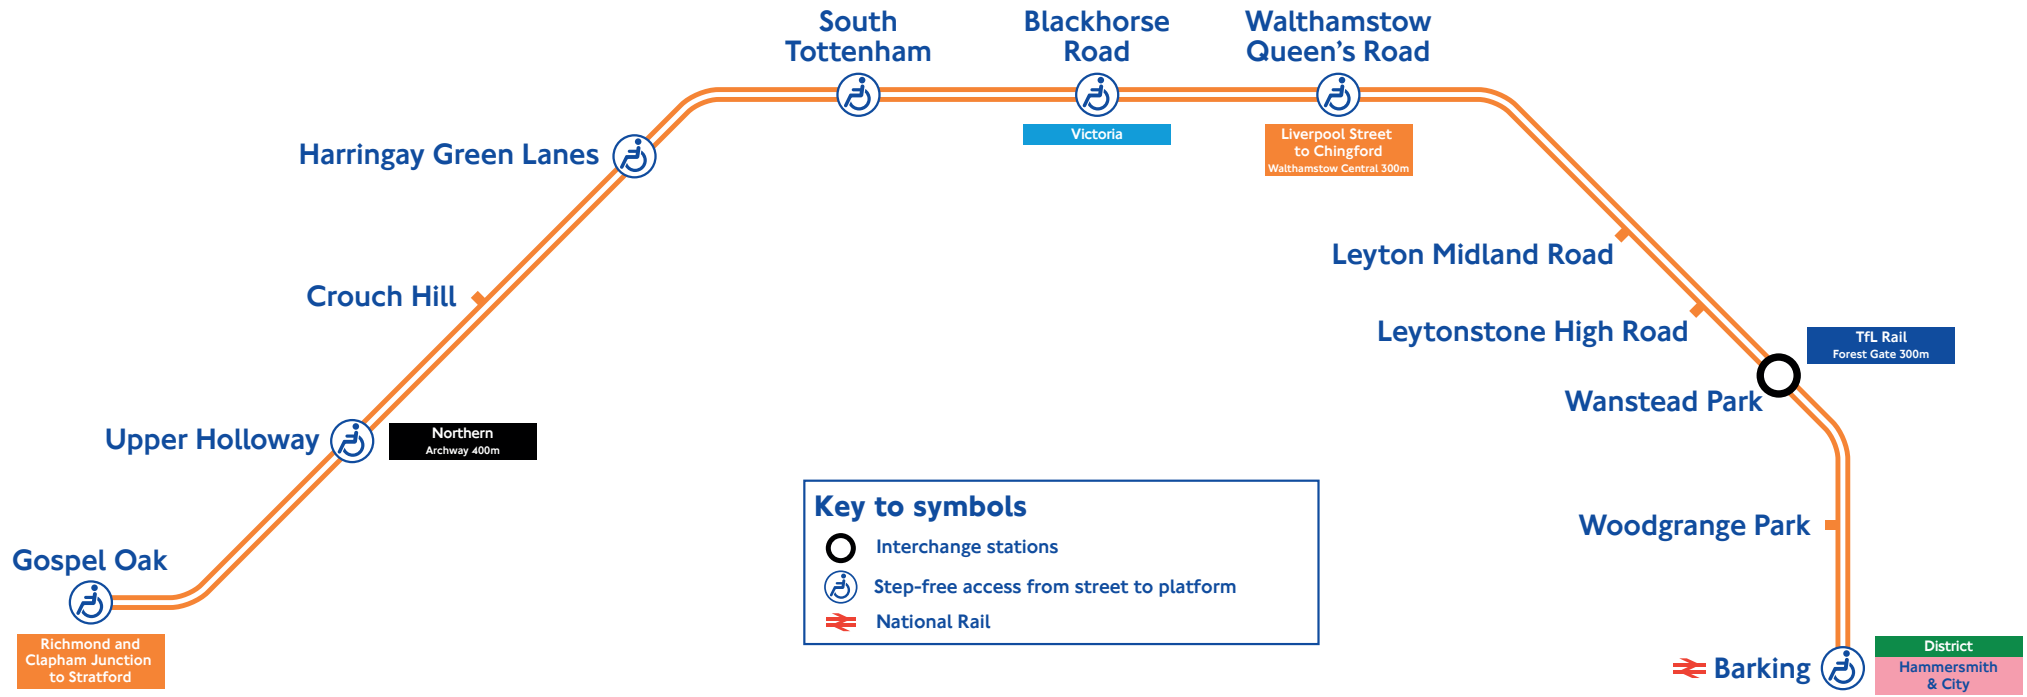 South
Tottenham
Blackhorse
Road
Walthamstow
Queen's Road
Victoria
Liverpool Street
to Chingford
Walthamstow Central 300m
Harringay Green Lanes
Leyton Midland Road
Crouch Hill
Leytonstone High Road
TfL Rail
Forest Gate 300m
Wanstead Park
Upper Holloway
Northern
Archway 400m
Key to symbols
Interchange stations
Step-free access from street to platform
National Rail
Woodgrange Park
Gospel Oak
Richmond and
Clapham Junction
to Stratford
Barking
District
Hammersmith
& City